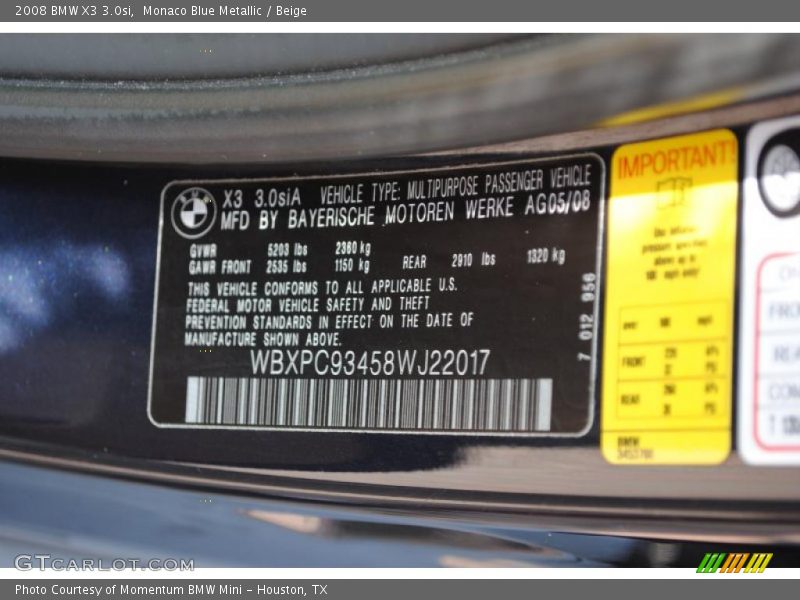 2008 BMW X3 3.0si, Monaco Blue Metallic / Beige
X3 3.0siA VEHICLE TYPE: MULTIPURPOSE PASSENGER VEHICLE
MFD BY BAYERISCHE MOTOREN WERKE AG05/08
GVWR 5203 lbs 2360 kg
GAWR FRONT 2535 lbs 1150 kg REAR 2910 lbs 1320 kg
THIS VEHICLE CONFORMS TO ALL APPLICABLE U.S.
FEDERAL MOTOR VEHICLE SAFETY AND THEFT
PREVENTION STANDARDS IN EFFECT ON THE DATE OF
MANUFACTURE SHOWN ABOVE.
WBXPC93458WJ22017
7 012 956
IMPORTANT!
FRONT
REAR
BMW
GTCARLOT.COM
Photo Courtesy of Momentum BMW Mini - Houston, TX